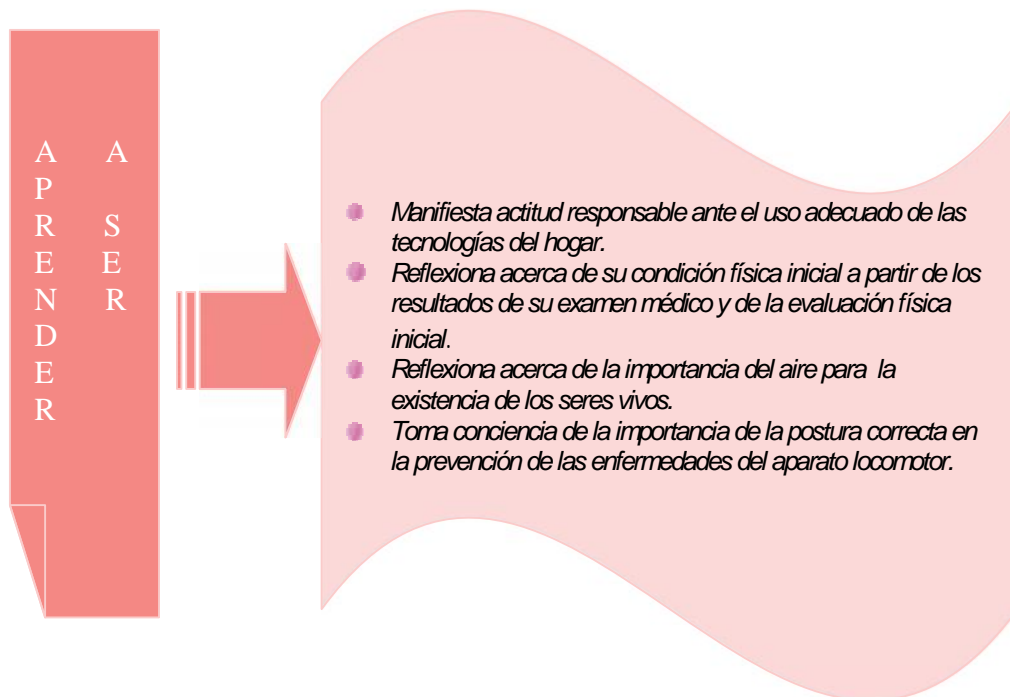 APRENDER
A SER
Manifiesta actitud responsable ante el uso adecuado de las
tecnologías del hogar.
Reflexiona acerca de su condición física inicial a partir de los
resultados de su examen médico y de la evaluación física
inicial.
Reflexiona acerca de la importancia del aire para la
existencia de los seres vivos.
Toma conciencia de la importancia de la postura correcta en
la prevención de las enfermedades del aparato locomotor.